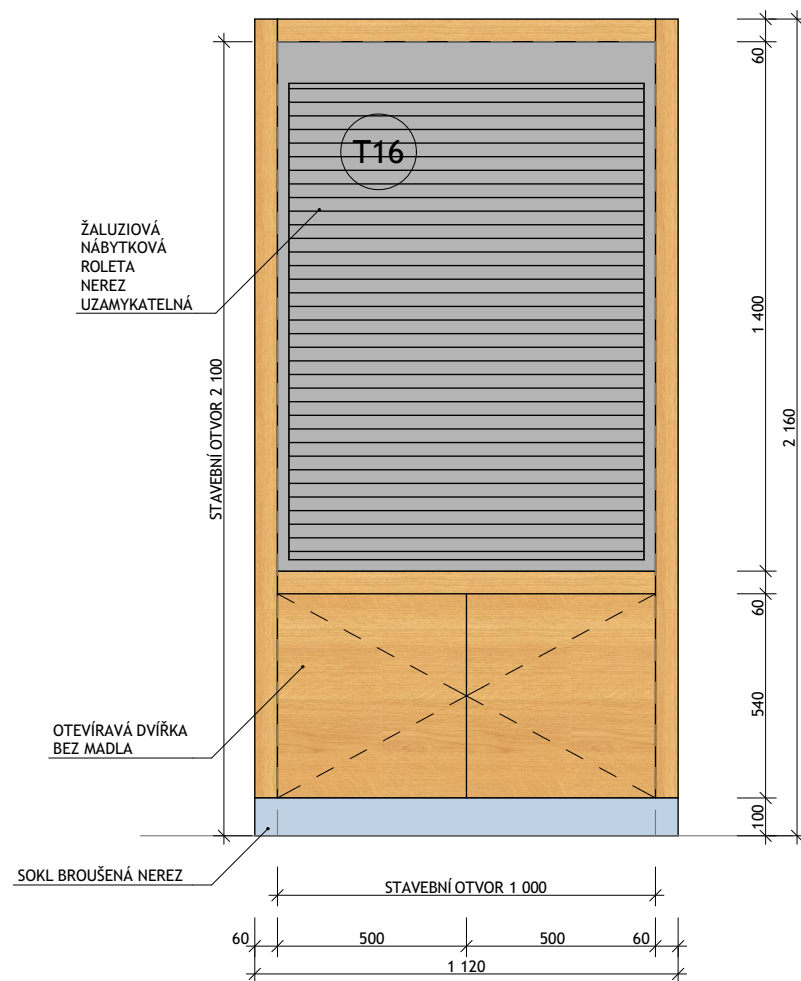 60
T16
ŽALUZIOVÁ
NÁBYTKOVÁ
ROLETA
NEREZ
UZAMYKATELNÁ
STAVEBNÍ OTVOR 2 100
1 400
2 160
60
540
OTEVÍRAVÁ DVÍŘKA
BEZ MADLA
100
SOKL BROUŠENÁ NEREZ
STAVEBNÍ OTVOR 1 000
60 500 500 60
1 120